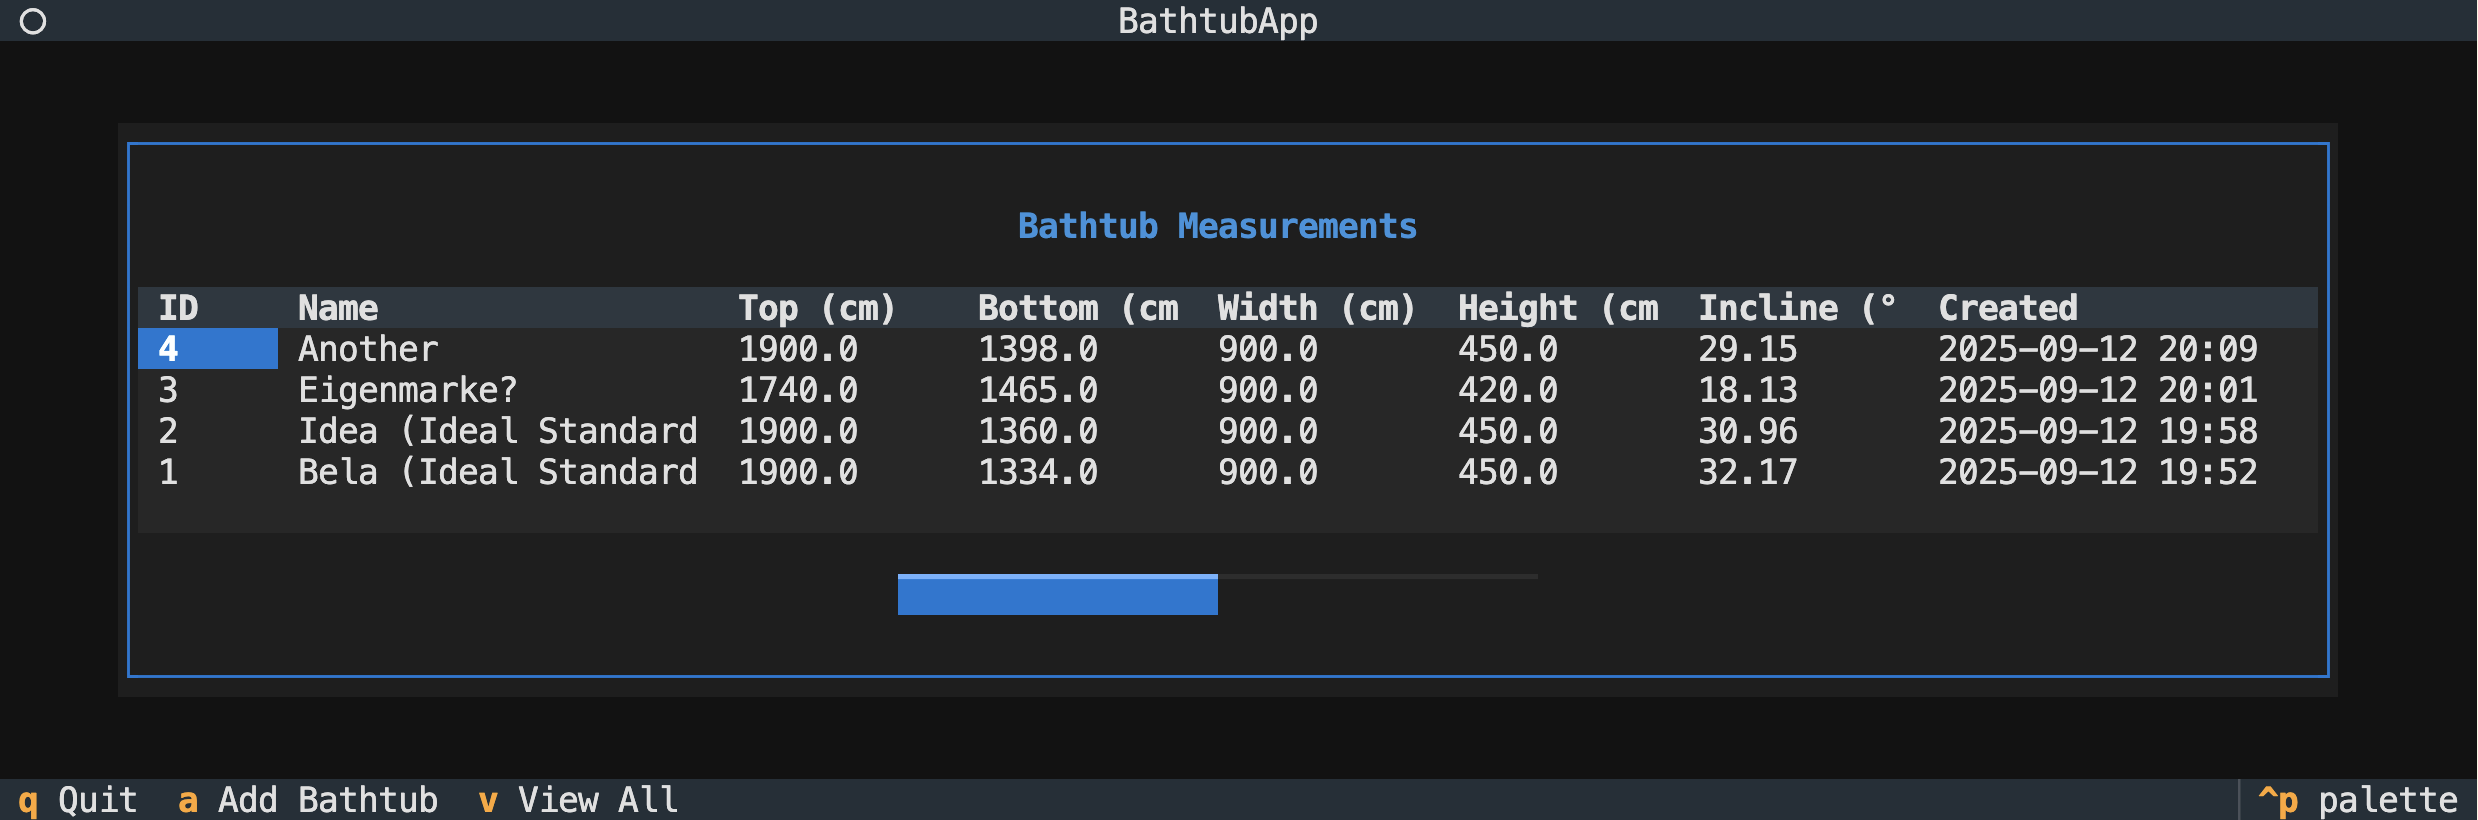 BathtubApp
Bathtub Measurements
ID Name Top (cm) Bottom (cm Width (cm) Height (cm Incline (° Created
4 Another 1900.0 1398.0 900.0 450.0 29.15 2025-09-12 20:09
3 Eigenmarke? 1740.0 1465.0 900.0 420.0 18.13 2025-09-12 20:01
2 Idea (Ideal Standard 1900.0 1360.0 900.0 450.0 30.96 2025-09-12 19:58
1 Bela (Ideal Standard 1900.0 1334.0 900.0 450.0 32.17 2025-09-12 19:52
q Quit a Add Bathtub v View All ^p palette